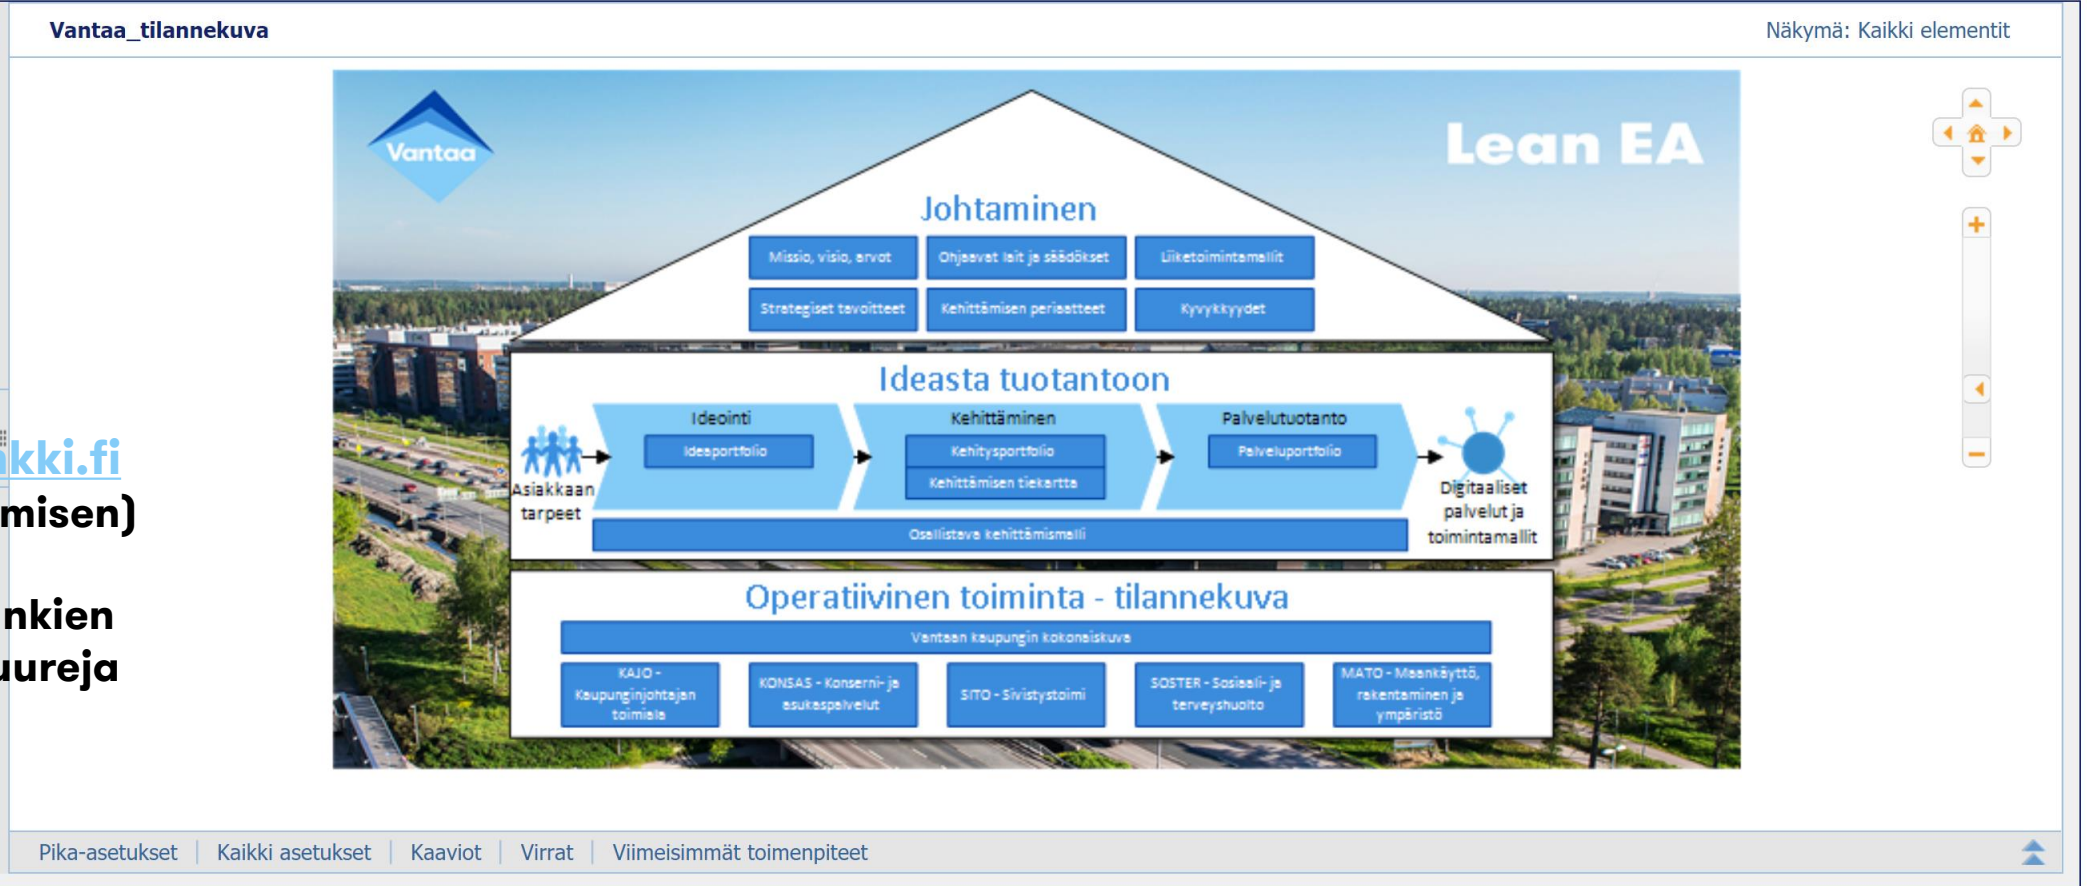 Vantaa_tilannekuva
Näkymä: Kaikki elementit
Vantaa
Lean EA
Johtaminen
Missio, visio, arvot
Ohjaavat lait ja säädökset
Liiketoimintamallit
Strategiset tavoitteet
Kehittämisen periaatteet
Kyvykkyydet
Ideasta tuotantoon
Ideointi
Kehittäminen
Palvelutuotanto
Ideaportfolio
Kehitysportfolio
Palveluportfolio
Kehittämisen tiekartta
Asiakkaan
tarpeet
Digitaaliset
palvelut ja
toimintamallit
Osallistava kehittämismalli
Operatiivinen toiminta - tilannekuva
Vantaan kaupungin kokonaiskuva
KAJO -
Kaupunginjohtajan
toimiala
KONSAS - Konserni- ja
asukaspalvelut
SITO - Sivistystoimi
SOSTER - Sosiaali- ja
terveyshuolto
MATO - Maankäyttö,
rakentaminen ja
ympäristö
kki.fi
misen)
nkien
uureja
Pika-asetukset
Kaikki asetukset
Kaaviot
Virrat
Viimeisimmät toimenpiteet